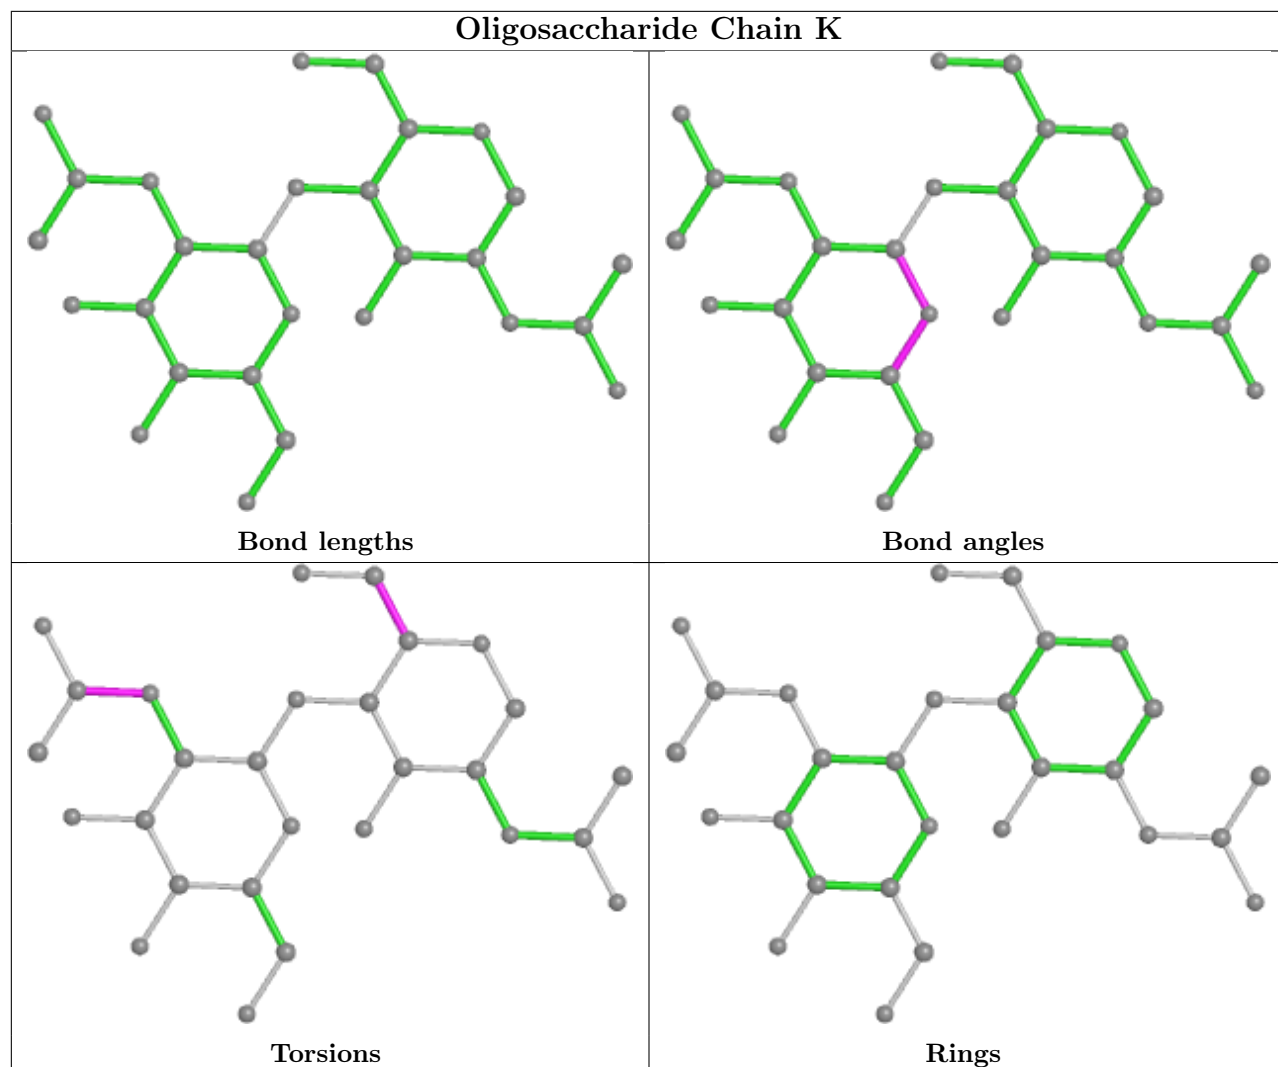 Oligosaccharide Chain K
Bond lengths
Bond angles
Torsions
Rings